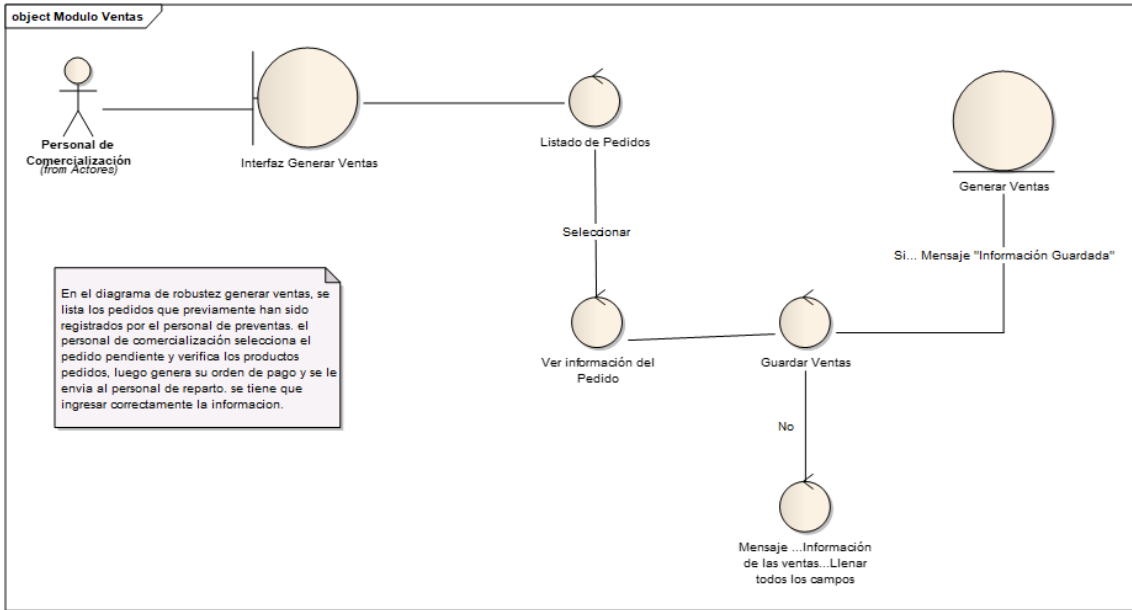 object Modulo Ventas
Personal de
Comercialización
(from Actores)
Interfaz Generar Ventas
Listado de Pedidos
Generar Ventas
Seleccionar
Si... Mensaje "Información Guardada"
En el diagrama de robustez generar ventas, se
lista los pedidos que previamente han sido
registrados por el personal de preventas. el
personal de comercialización selecciona el
pedido pendiente y verifica los productos
pedidos, luego genera su orden de pago y se le
envia al personal de reparto. se tiene que
ingresar correctamente la informacion.
Ver información del
Pedido
Guardar Ventas
No
Mensaje ...Información
de las ventas...Llenar
todos los campos